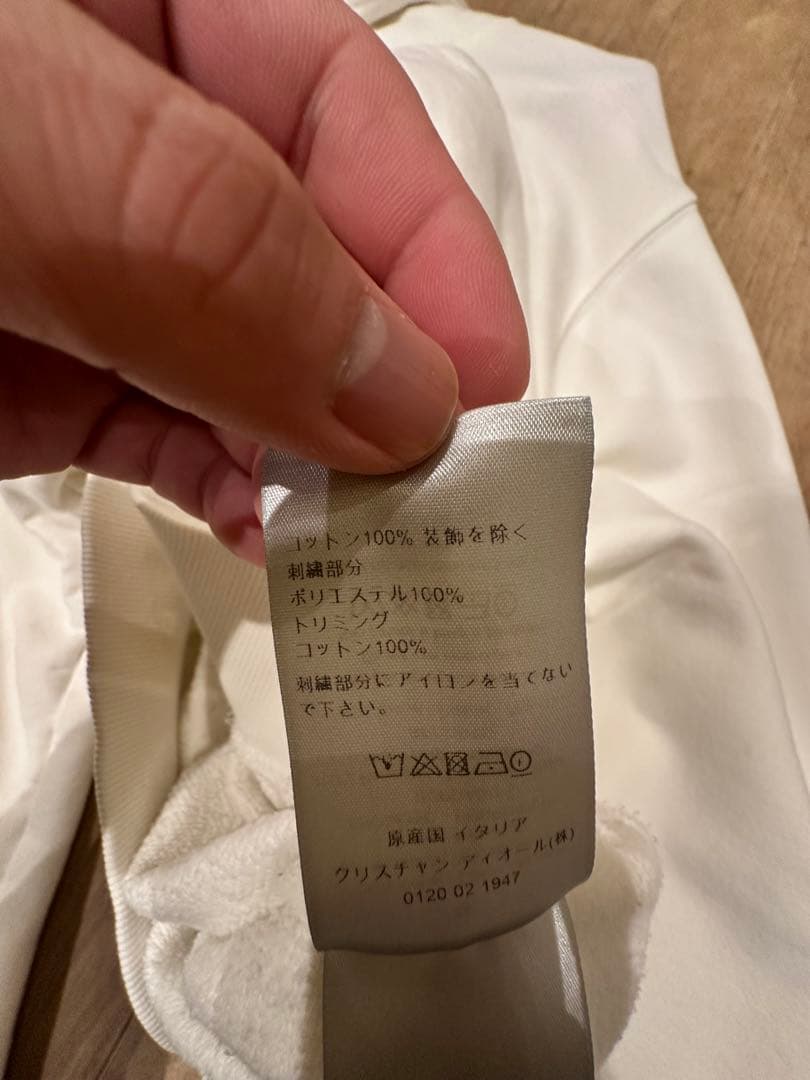 コットン100% 装飾を除く
刺繍部分
ポリエステル100%
トリミング
コットン100%
刺繍部分にアイロンを当てない
で下さい。
原産国 イタリア
クリスチャン ディオール(株)
0120 02 1947